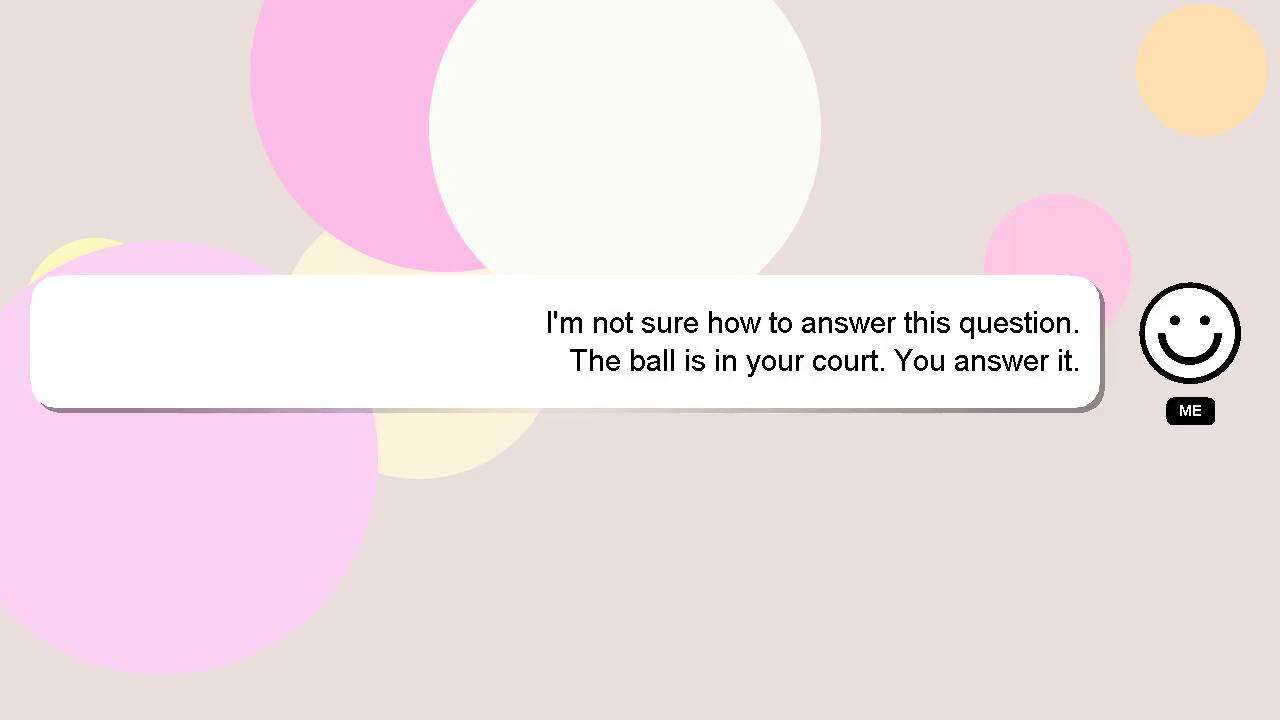 I'm not sure how to answer this question.
The ball is in your court. You answer it.
ME